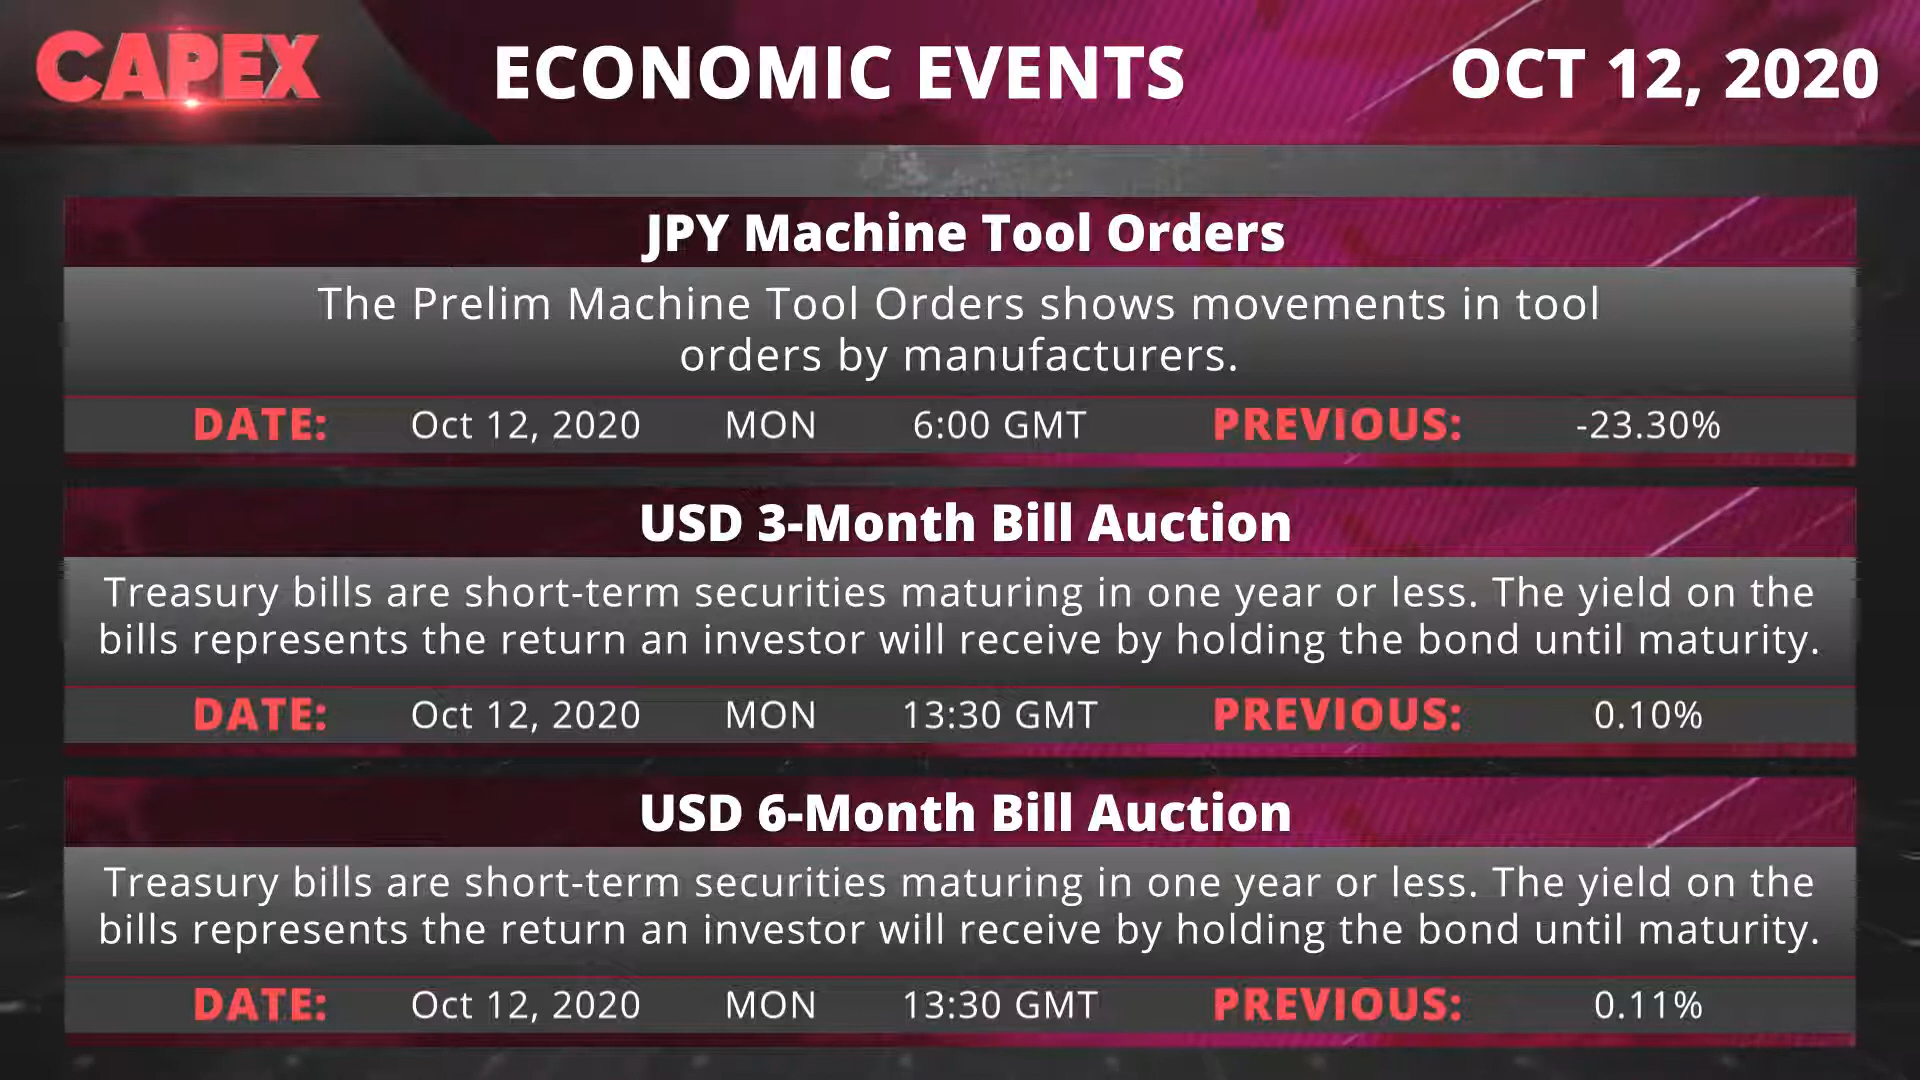 CAPEX
ECONOMIC EVENTS
OCT 12, 2020
JPY Machine Tool Orders
The Prelim Machine Tool Orders shows movements in tool
orders by manufacturers.
DATE: Oct 12, 2020 MON 6:00 GMT PREVIOUS: -23.30%
USD 3-Month Bill Auction
Treasury bills are short-term securities maturing in one year or less. The yield on the
bills represents the return an investor will receive by holding the bond until maturity.
DATE: Oct 12, 2020 MON 13:30 GMT PREVIOUS: 0.10%
USD 6-Month Bill Auction
Treasury bills are short-term securities maturing in one year or less. The yield on the
bills represents the return an investor will receive by holding the bond until maturity.
DATE: Oct 12, 2020 MON 13:30 GMT PREVIOUS: 0.11%